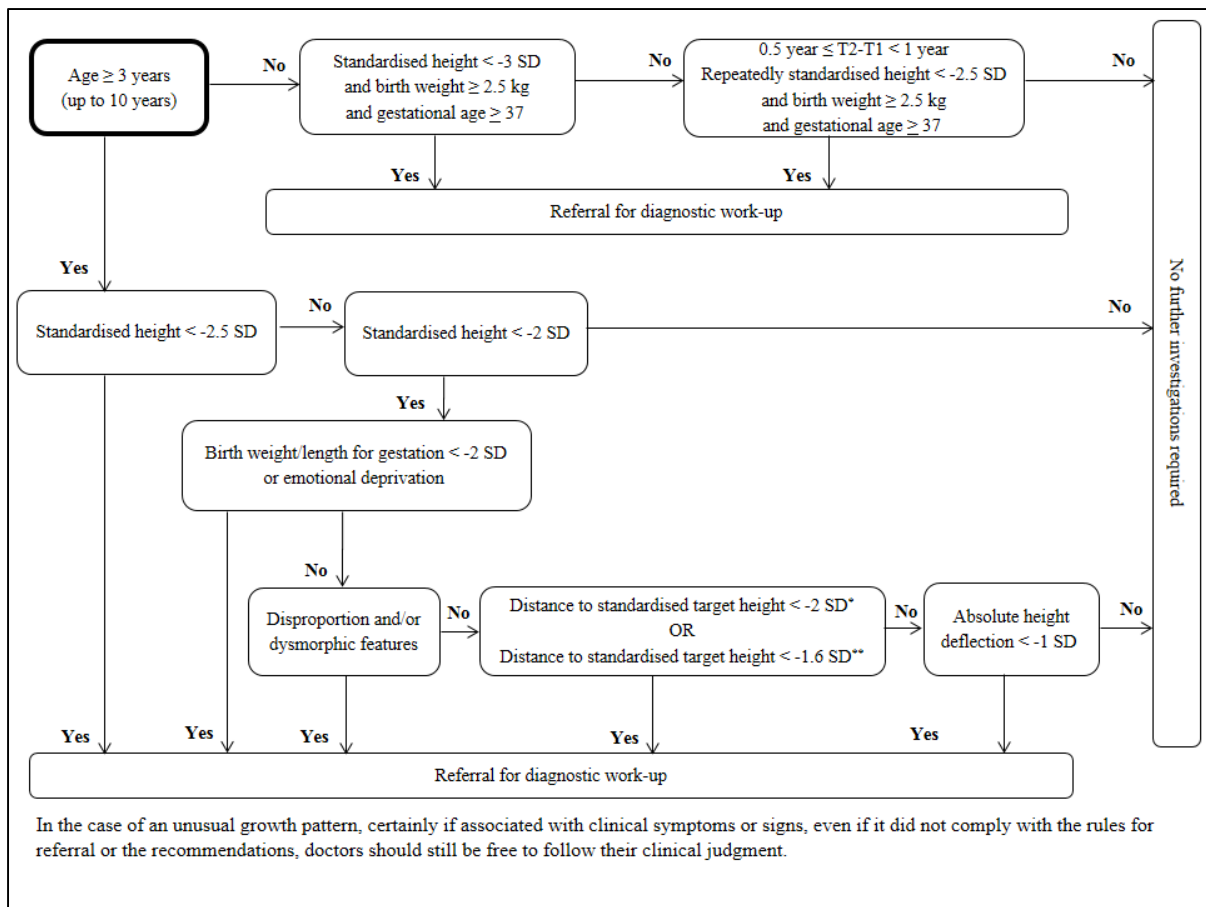 Age ≥ 3 years
(up to 10 years)
No
Standardised height < -3 SD
and birth weight ≥ 2.5 kg
and gestational age ≥ 37
No
0.5 year ≤ T2-T1 < 1 year
Repeatedly standardised height < -2.5 SD
and birth weight ≥ 2.5 kg
and gestational age ≥ 37
No
Yes
Yes
Referral for diagnostic work-up
No further investigations required
Yes
Standardised height < -2.5 SD
No
Standardised height < -2 SD
No
Yes
Birth weight/length for gestation < -2 SD
or emotional deprivation
No
Disproportion and/or
dysmorphic features
No
Distance to standardised target height < -2 SD*
OR
Distance to standardised target height < -1.6 SD**
No
Absolute height
deflection < -1 SD
No
Yes
Yes
Yes
Yes
Yes
Referral for diagnostic work-up
In the case of an unusual growth pattern, certainly if associated with clinical symptoms or signs, even if it did not comply with the rules for
referral or the recommendations, doctors should still be free to follow their clinical judgment.